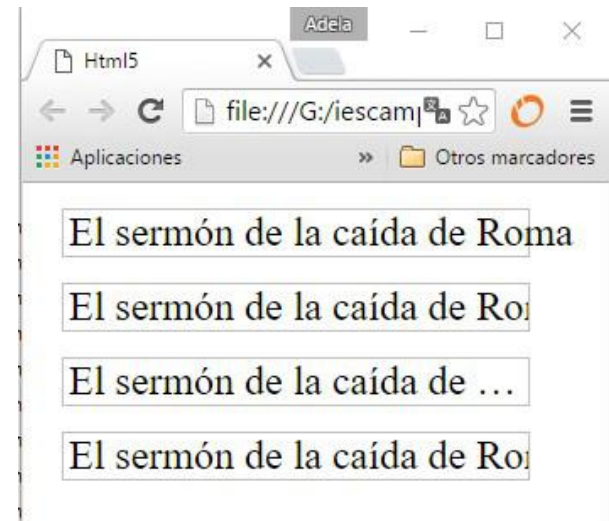 Adela
Html5
file:///G:/iescam
Aplicaciones » Otros marcadores
El sermón de la caída de Roma
El sermón de la caída de Ro
El sermón de la caída de …
El sermón de la caída de Ro